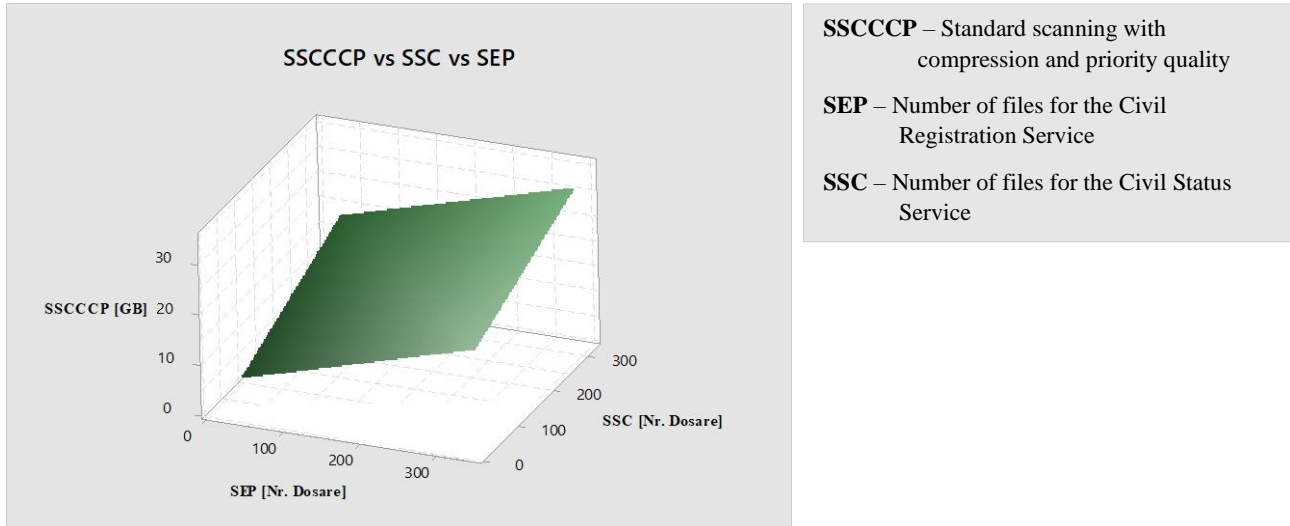 SSCCCP vs SSC vs SEP
30
SSCCCP [GB]
20
10
0
0
100
200
300
SEP [Nr. Dosare]
300
200
100
0
SSC [Nr. Dosare]
SSCCCP – Standard scanning with
compression and priority quality
SEP – Number of files for the Civil
Registration Service
SSC – Number of files for the Civil Status
Service